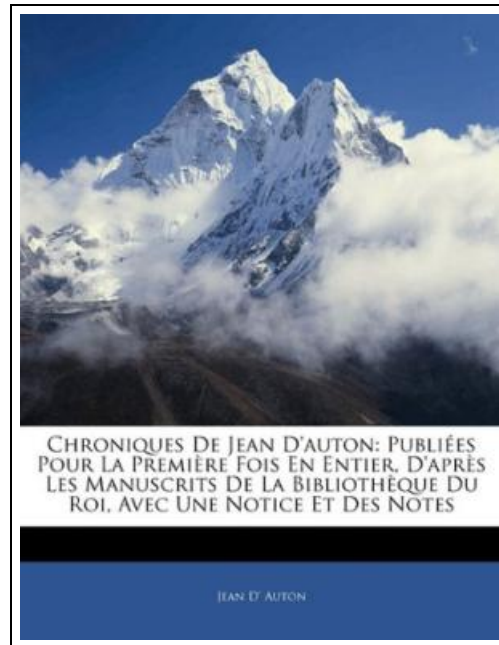 CHRONIQUES DE JEAN D'AUTON: PUBLIÉES
POUR LA PREMIÈRE FOIS EN ENTIER, D'APRÈS
LES MANUSCRITS DE LA BIBLIOTHÈQUE DU
ROI, AVEC UNE NOTICE ET DES NOTES
JEAN D' AUTON